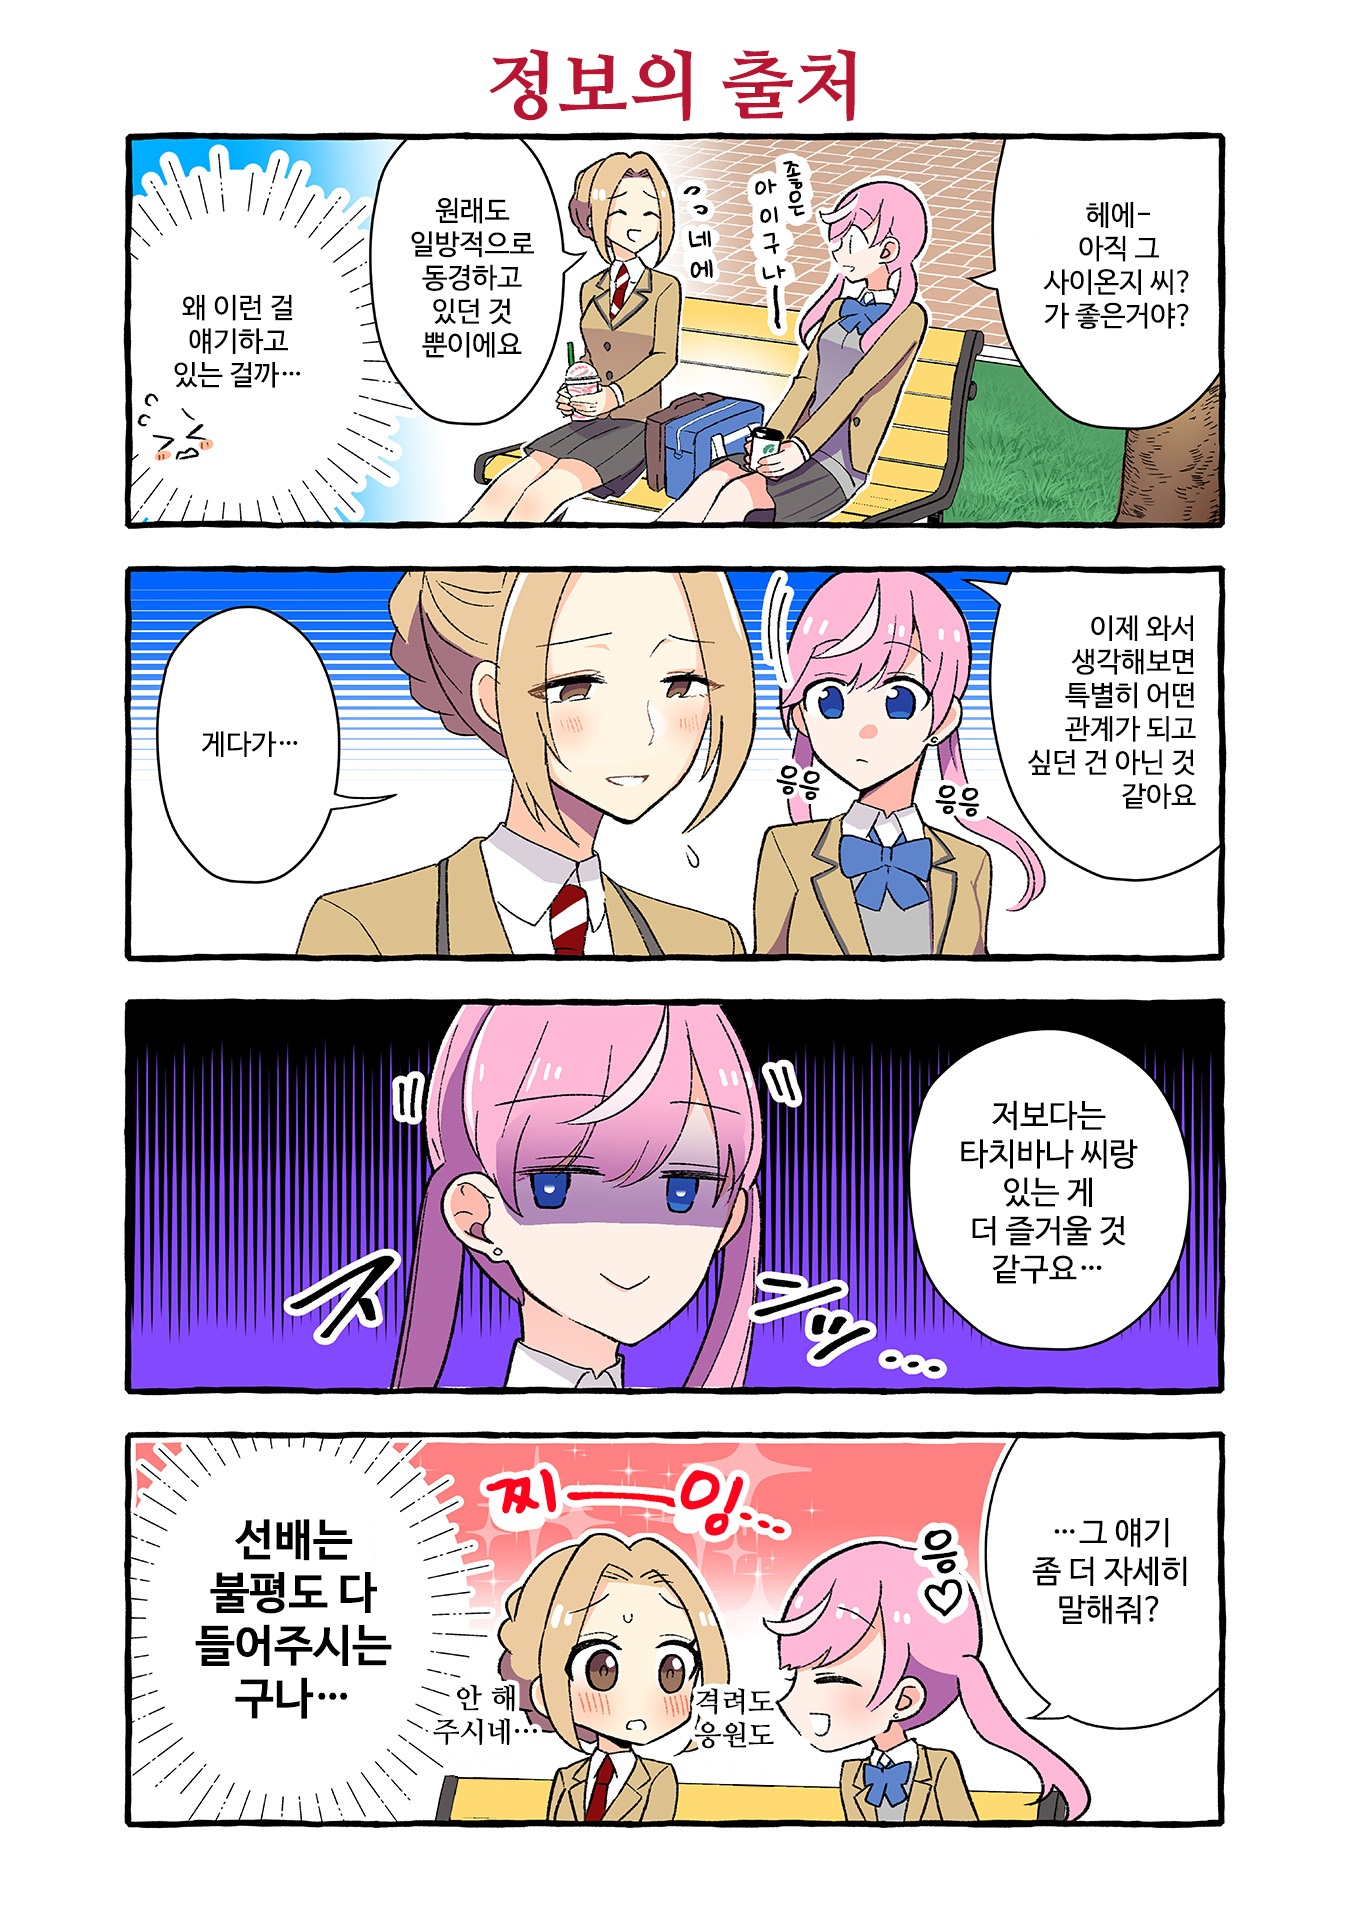 정보의 출처
헤에-
아직 그
사이온지 씨?
가 좋은거야?
좋은
아이구나ㅡ
네에
원래도
일방적으로
동경하고
있던 것
뿐이에요
왜 이런 걸
얘기하고
있는 걸까…
이제 와서
생각해보면
특별히 어떤
관계가 되고
싶던 건 아닌 것
같아요
응응
응응
게다가…
저보다는
타치바나 씨랑
있는 게
더 즐거울 것
같구요…
スッ…
…그 얘기
좀 더 자세히
말해줘?
응♡
찌ー잉…
격려도
응원도
안 해
주시네…
선배는
불평도 다
들어주시는
구나…